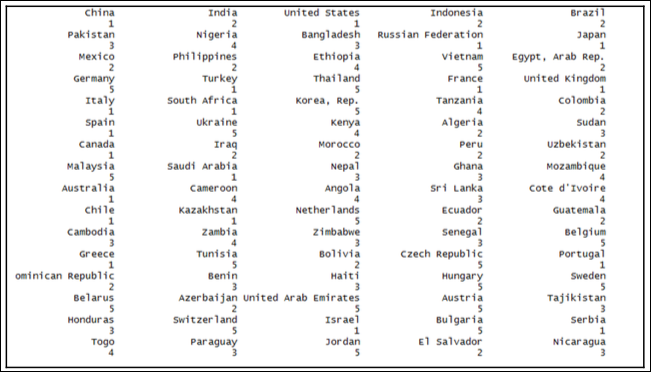 China India United States Indonesia Brazil
1 2 1 2 2
Pakistan Nigeria Bangladesh Russian Federation Japan
3 4 3 1 1
Mexico Philippines Ethiopia Vietnam Egypt, Arab Rep.
2 2 4 5 2
Germany Turkey Thailand France United Kingdom
5 1 5 1 1
Italy South Africa Korea, Rep. Tanzania Colombia
1 1 5 4 2
Spain Ukraine Kenya Algeria Sudan
1 5 4 2 3
Canada Iraq Morocco Peru Uzbekistan
1 2 2 2 2
Malaysia Saudi Arabia Nepal Ghana Mozambique
5 1 3 3 4
Australia Cameroon Angola Sri Lanka Cote d'Ivoire
1 4 4 3 4
Chile Kazakhstan Netherlands Ecuador Guatemala
1 1 5 2 2
Cambodia Zambia Zimbabwe Senegal Belgium
3 4 3 3 5
Greece Tunisia Bolivia Czech Republic Portugal
1 5 2 5 1
ominican Republic Benin Haiti Hungary Sweden
2 3 3 5 5
Belarus Azerbaijan United Arab Emirates Austria Tajikistan
5 2 5 5 3
Honduras Switzerland Israel Bulgaria Serbia
3 5 1 5 1
Togo Paraguay Jordan El Salvador Nicaragua
4 3 5 2 3